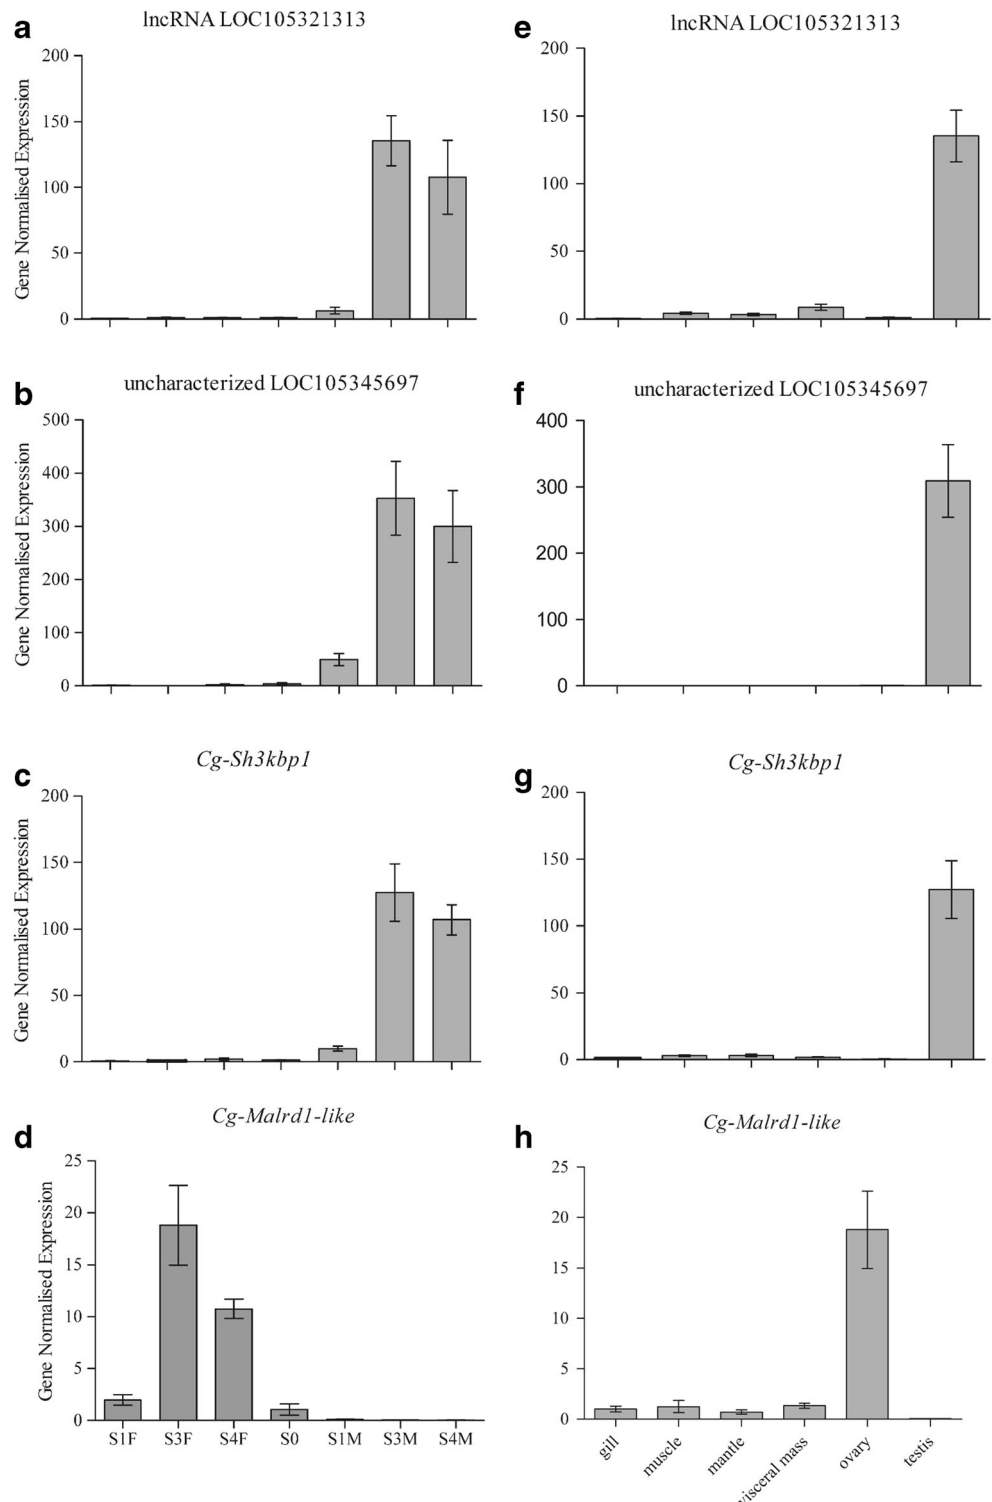 a
lncRNA LOC105321313
Gene Normalised Expression
200
150
100
50
0
e
lncRNA LOC105321313
200
150
100
50
0
b
uncharacterized LOC105345697
Gene Normalised Expression
500
400
300
200
100
0
f
uncharacterized LOC105345697
400
300
200
100
0
c
Cg-Sh3kbp1
Gene Normalised Expression
200
150
100
50
0
g
Cg-Sh3kbp1
200
150
100
50
0
d
Cg-Malrd1-like
Gene Normalised Expression
25
20
15
10
5
0
S1F S3F S4F S0 S1M S3M S4M
h
Cg-Malrd1-like
25
20
15
10
5
0
gill
muscle
mantle
visceral mass
ovary
testis